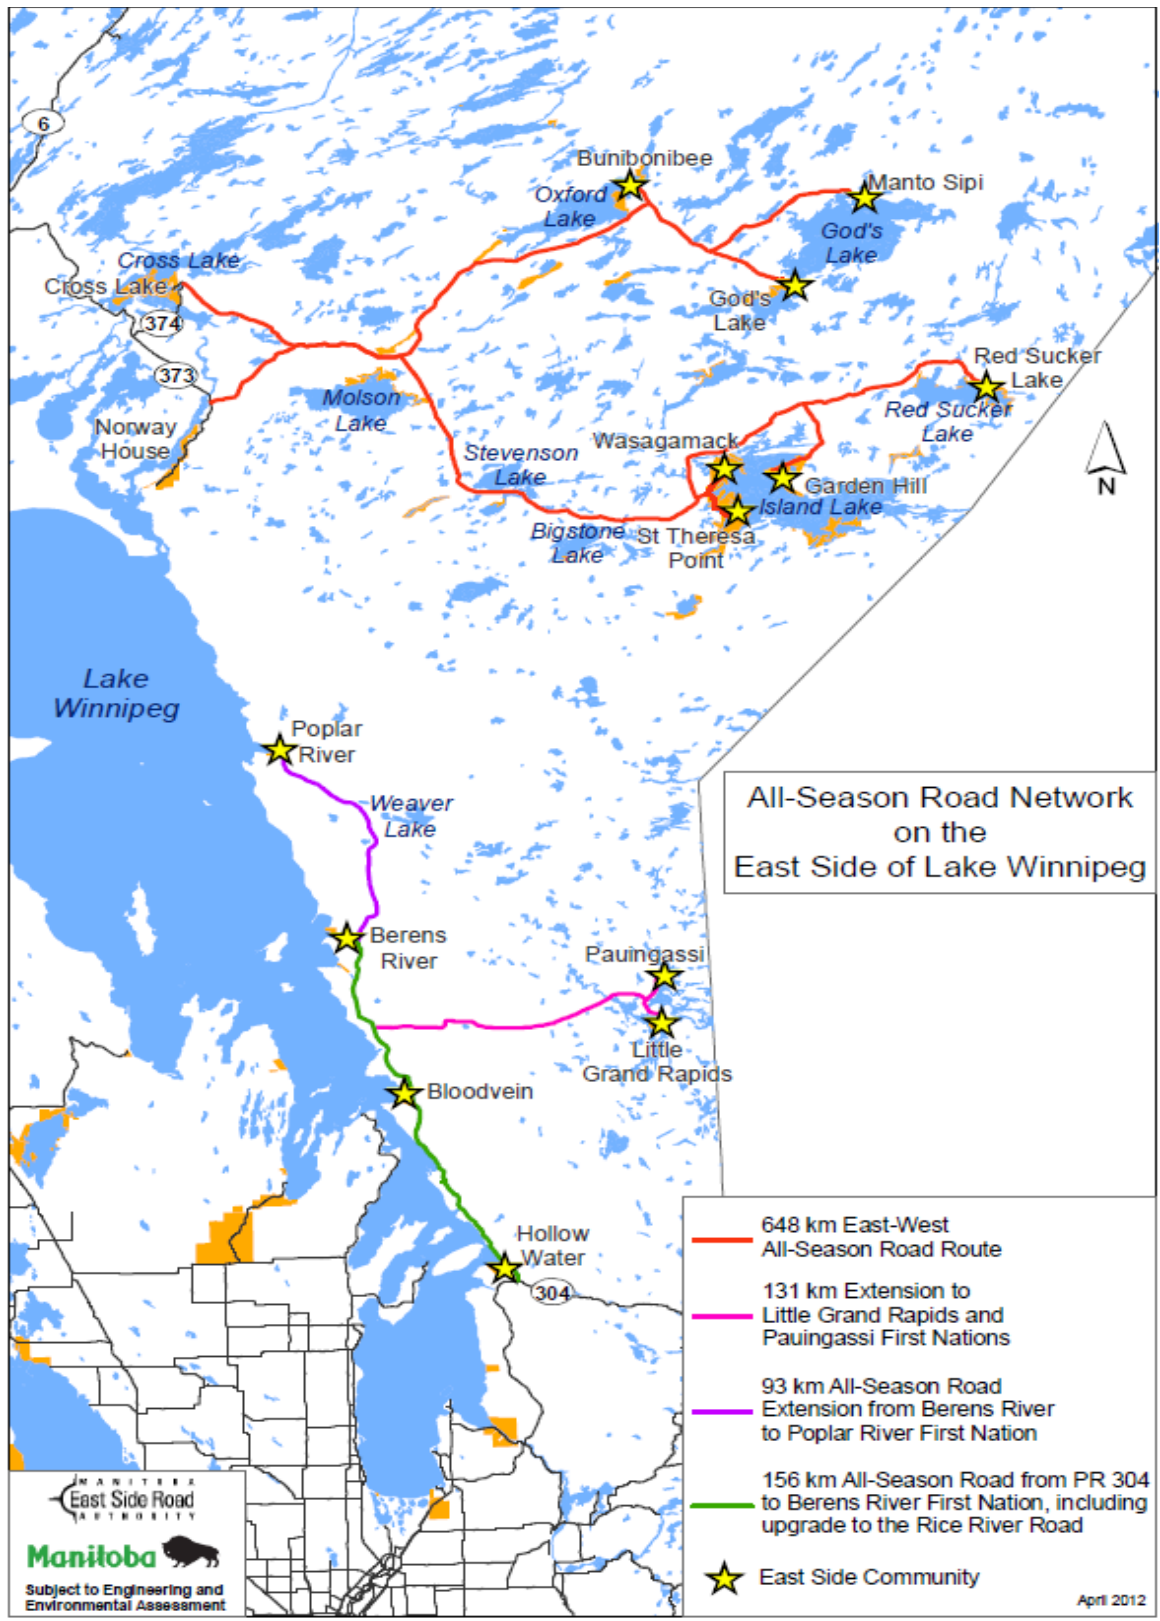 6
Bunibonibee
Manto Sipi
Oxford
Lake
God's
Lake
Cross Lake
Cross Lake
God's
Lake
374
Red Sucker
Lake
373
Molson
Lake
Red Sucker
Lake
Norway
House
Wasagamack
Stevenson
Lake
Garden Hill
N
Island Lake
Bigstone
Lake
St Theresa
Point
Lake
Winnipeg
Poplar
River
All-Season Road Network
on the
East Side of Lake Winnipeg
Weaver
Lake
Berens
River
Pauingassi
Little
Grand Rapids
Bloodvein
Hollow
Water
304
648 km East-West
All-Season Road Route
131 km Extension to
Little Grand Rapids and
Pauingassi First Nations
93 km All-Season Road
Extension from Berens River
to Poplar River First Nation
156 km All-Season Road from PR 304
to Berens River First Nation, including
upgrade to the Rice River Road
East Side Community
April 2012
MANITOBA
East Side Road
AUTHORITY
Manitoba
Subject to Engineering and
Environmental Assessment